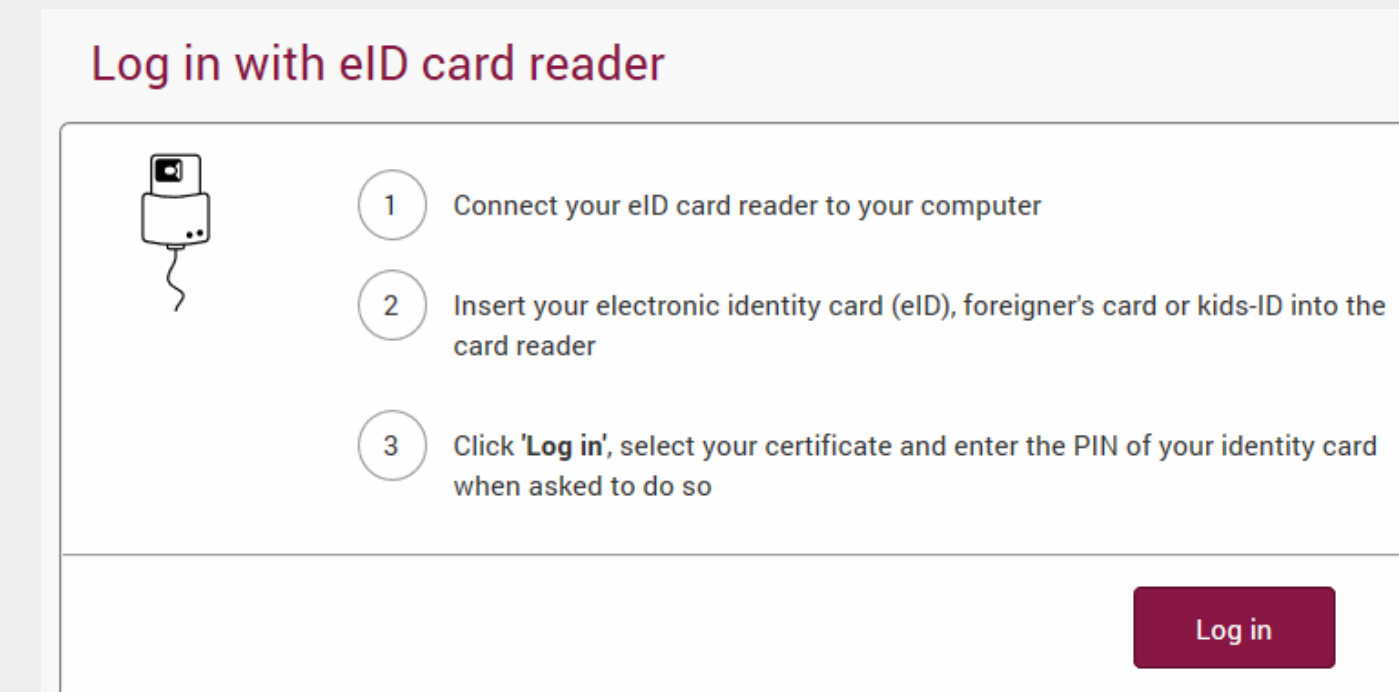 Log in with eID card reader
1
Connect your eID card reader to your computer
2
Insert your electronic identity card (eID), foreigner's card or kids-ID into the
card reader
3
Click 'Log in', select your certificate and enter the PIN of your identity card
when asked to do so
Log in